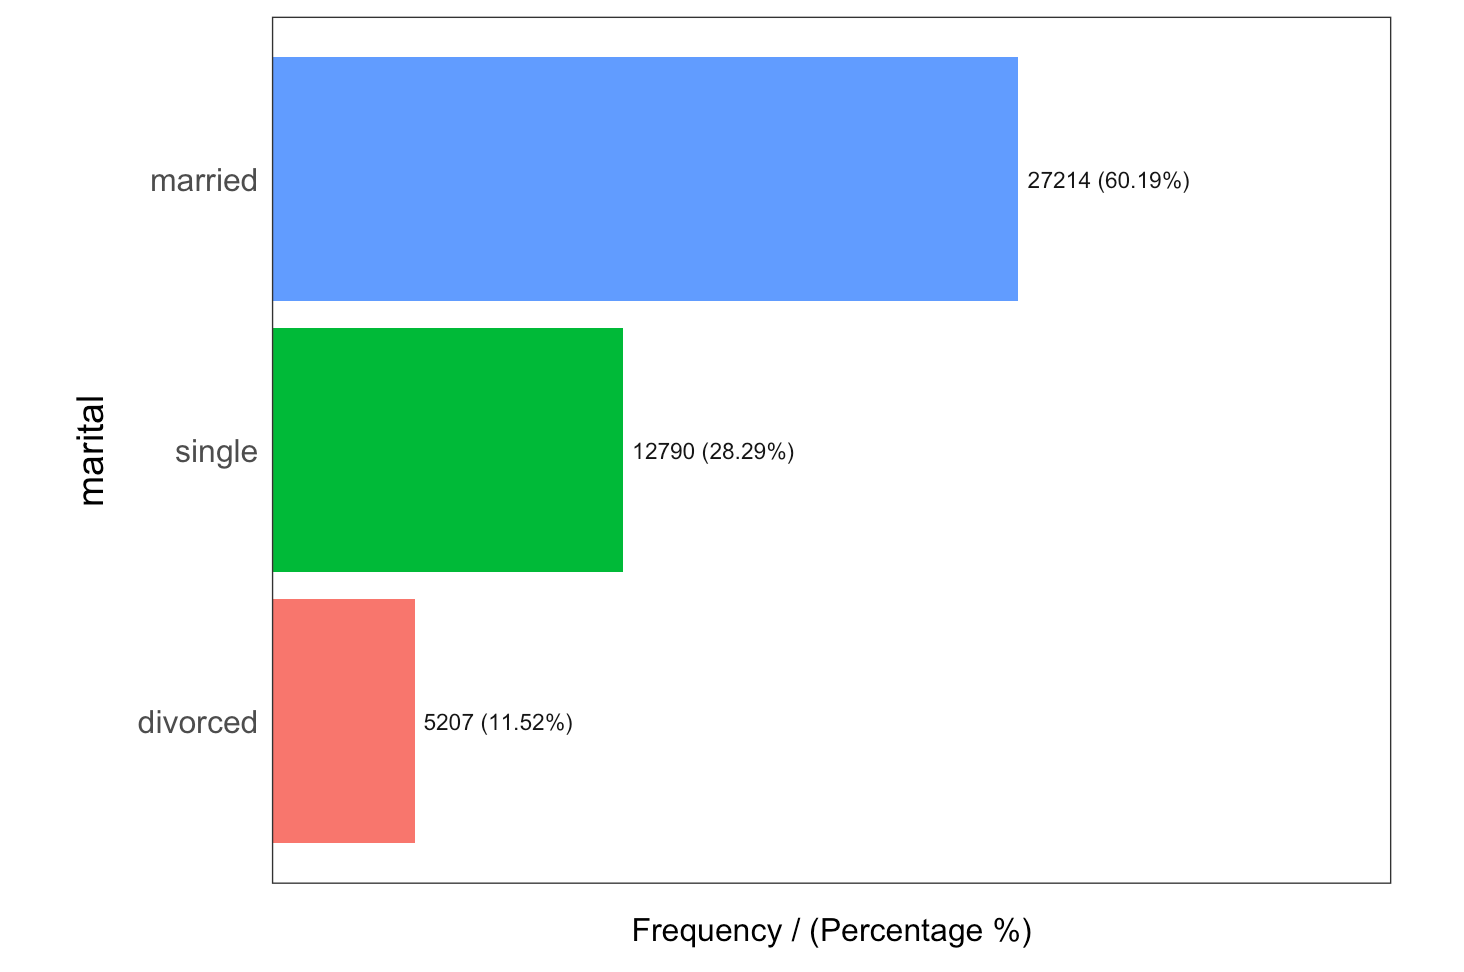 married
27214 (60.19%)
single
12790 (28.29%)
divorced
5207 (11.52%)
marital
Frequency / (Percentage %)